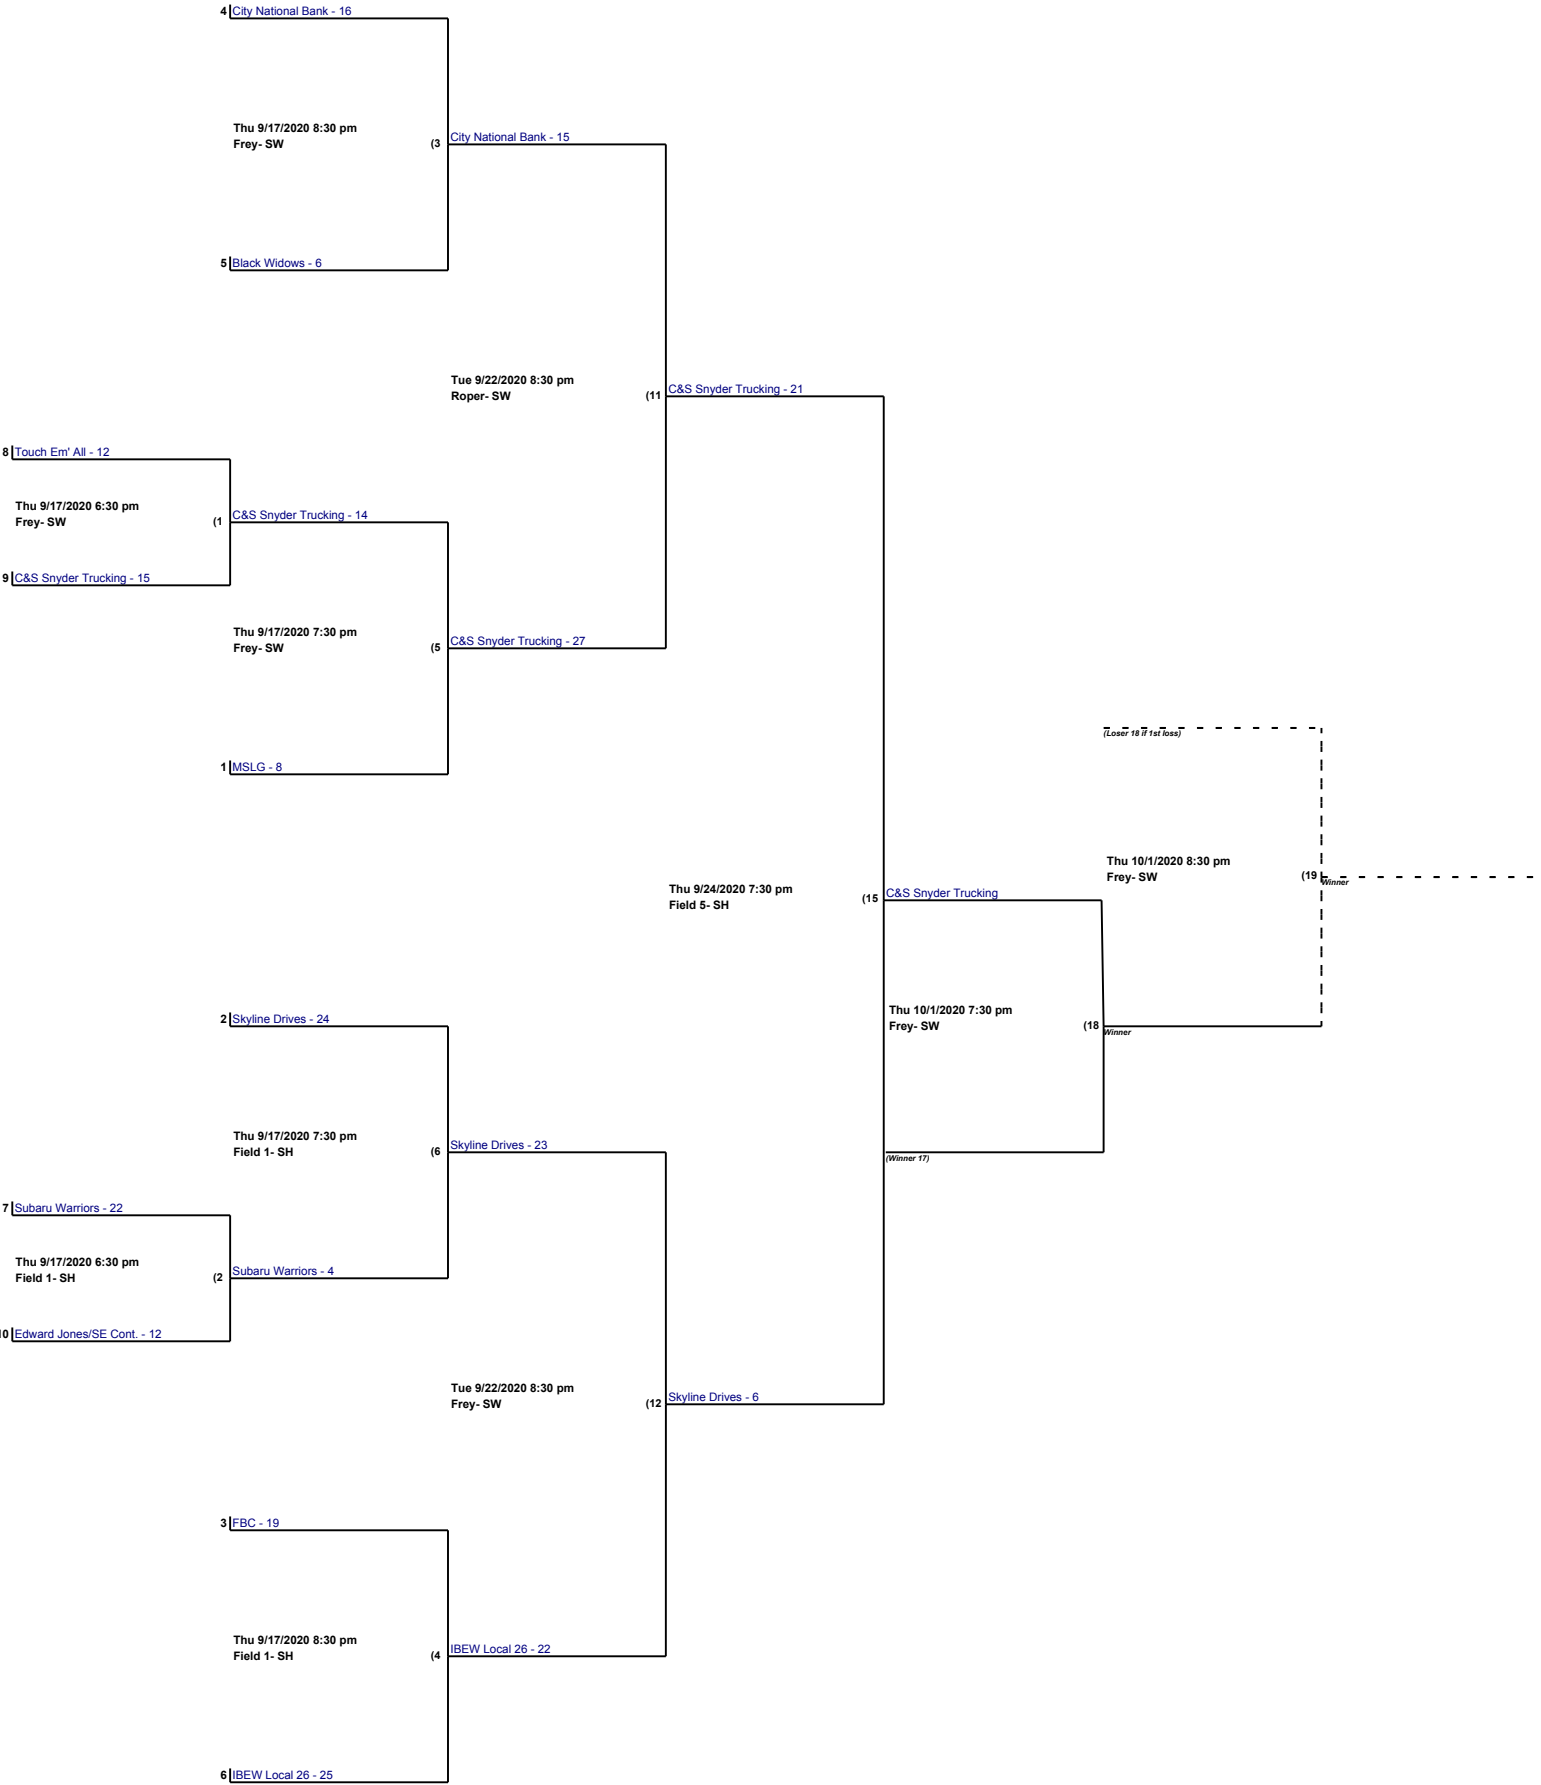 4 City National Bank - 16
Thu 9/17/2020 8:30 pm
Frey- SW
(3
City National Bank - 15
5 Black Widows - 6
Tue 9/22/2020 8:30 pm
Roper- SW
(11
C&S Snyder Trucking - 21
8 Touch Em' All - 12
Thu 9/17/2020 6:30 pm
Frey- SW
(1
C&S Snyder Trucking - 14
9 C&S Snyder Trucking - 15
Thu 9/17/2020 7:30 pm
Frey- SW
(5
C&S Snyder Trucking - 27
1 MSLG - 8
(Loser 18 if 1st loss)
Thu 10/1/2020 8:30 pm
Frey- SW
(19
Winner
Thu 9/24/2020 7:30 pm
Field 5- SH
(15
C&S Snyder Trucking
Thu 10/1/2020 7:30 pm
Frey- SW
(18
Winner
(Winner 17)
2 Skyline Drives - 24
Thu 9/17/2020 7:30 pm
Field 1- SH
(6
Skyline Drives - 23
7 Subaru Warriors - 22
Thu 9/17/2020 6:30 pm
Field 1- SH
(2
Subaru Warriors - 4
10 Edward Jones/SE Cont. - 12
Tue 9/22/2020 8:30 pm
Frey- SW
(12
Skyline Drives - 6
3 FBC - 19
Thu 9/17/2020 8:30 pm
Field 1- SH
(4
IBEW Local 26 - 22
6 IBEW Local 26 - 25